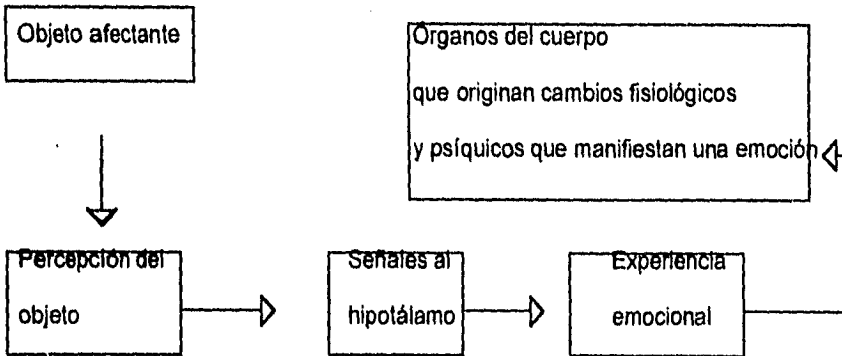 Objeto afectante
Órganos del cuerpo
que originan cambios fisiológicos
y psíquicos que manifiestan una emoción
Percepción del
objeto
Señales al
hipotálamo
Experiencia
emocional